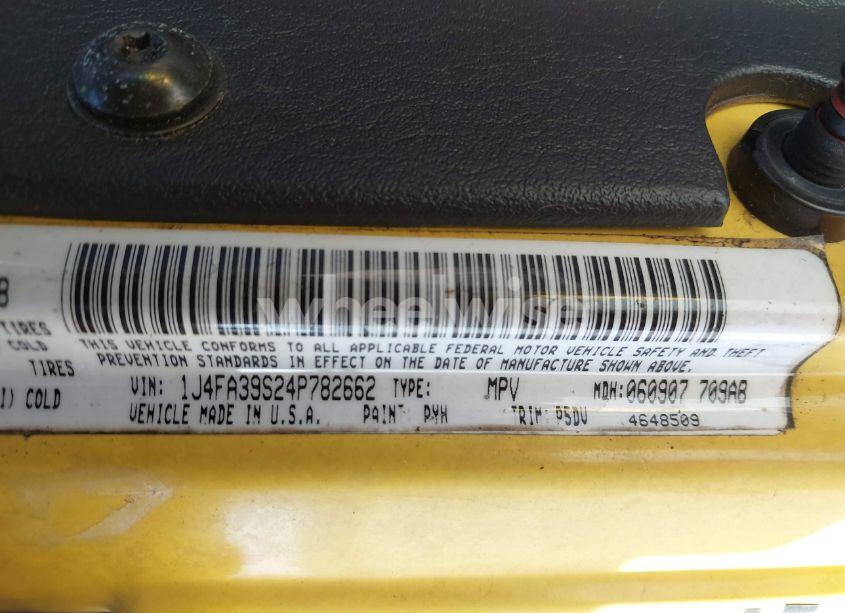 B
wheelwise
TIRES
COLD
THIS VEHICLE CONFORMS TO ALL APPLICABLE FEDERAL MOTOR VEHICLE SAFETY AND THEFT
TIRES PREVENTION STANDARDS IN EFFECT ON THE DATE OF MANUFACTURE SHOWN ABOVE.
I) COLD VIN: 1J4FA39S24P782662 TYPE: MPV MDH:060907 709AB
VEHICLE MADE IN U.S.A. PAINT: PYH TRIM: P5DV 4648509